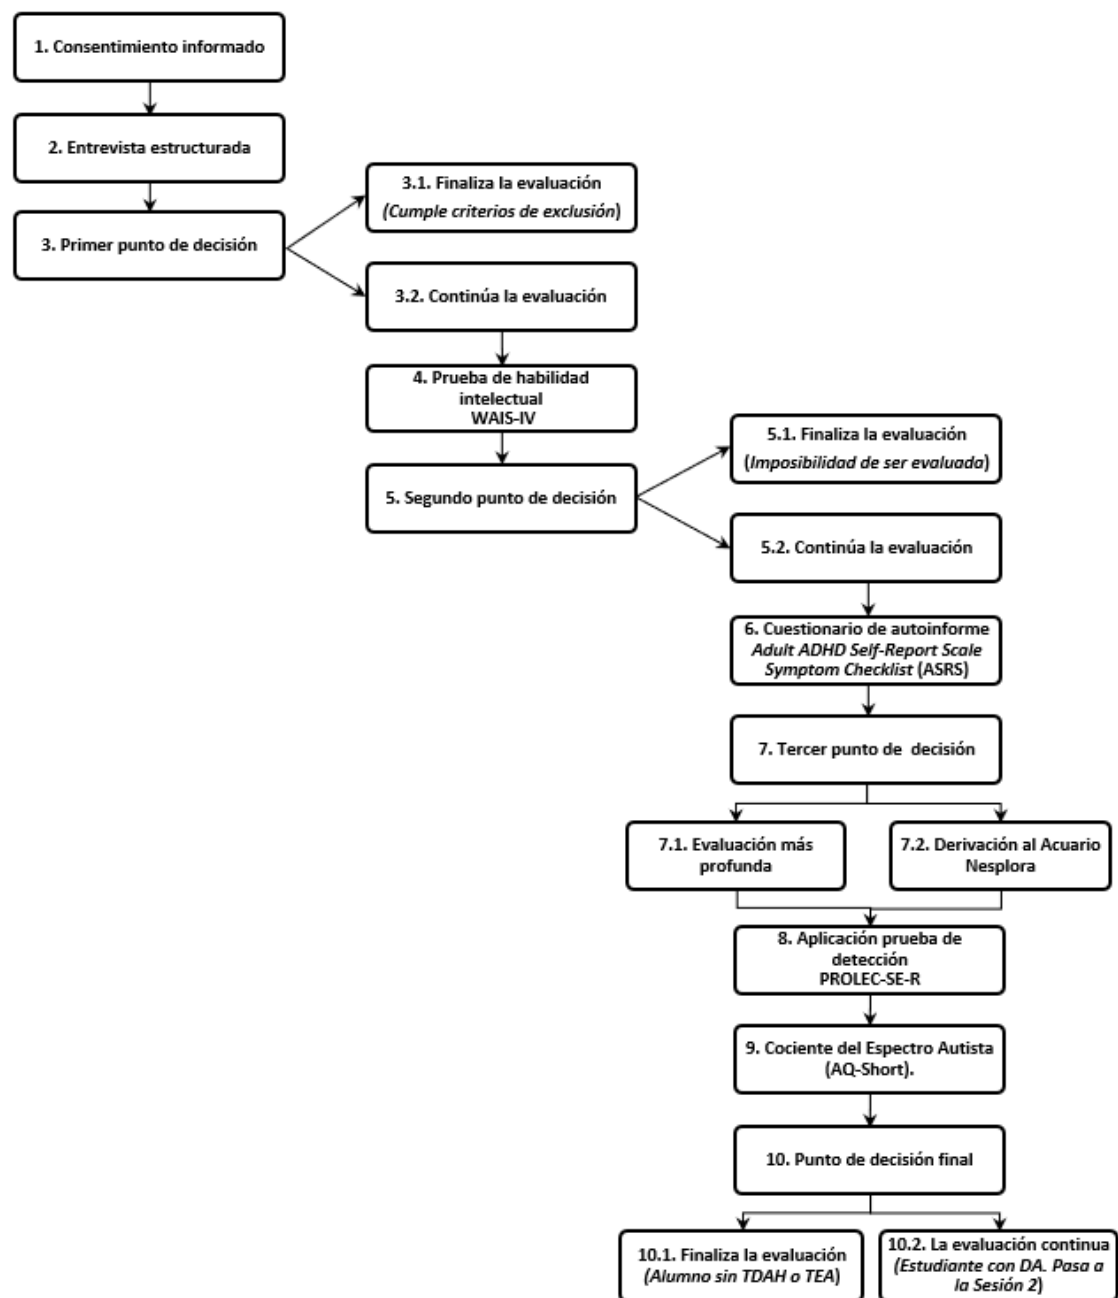 1. Consentimiento informado
2. Entrevista estructurada
3. Primer punto de decisión
3.1. Finaliza la evaluación
(Cumple criterios de exclusión)
3.2. Continúa la evaluación
4. Prueba de habilidad
intelectual
WAIS-IV
5. Segundo punto de decisión
5.1. Finaliza la evaluación
(Imposibilidad de ser evaluada)
5.2. Continúa la evaluación
6. Cuestionario de autoinforme
Adult ADHD Self-Report Scale
Symptom Checklist (ASRS)
7. Tercer punto de decisión
7.1. Evaluación más
profunda
7.2. Derivación al Acuario
Nesplora
8. Aplicación prueba de
detección
PROLEC-SE-R
9. Cociente del Espectro Autista
(AQ-Short).
10. Punto de decisión final
10.1. Finaliza la evaluación
(Alumno sin TDAH o TEA)
10.2. La evaluación continua
(Estudiante con DA. Pasa a
la Sesión 2)